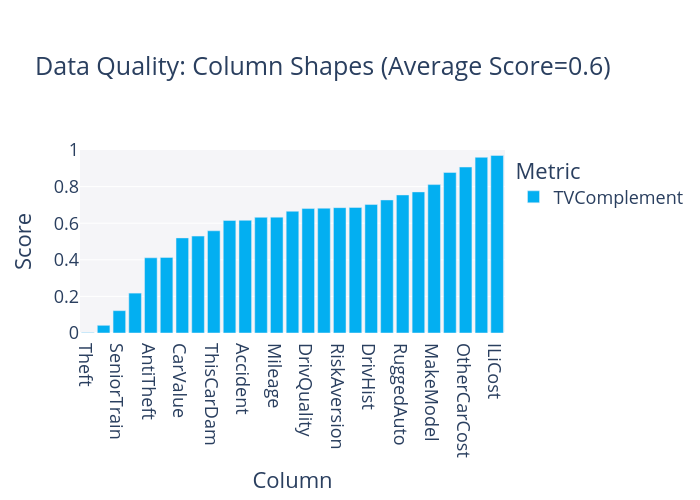 Data Quality: Column Shapes (Average Score=0.6)
Metric
TVComplement
Score
1
0.8
0.6
0.4
0.2
0
Theft
SeniorTrain
AntiTheft
CarValue
ThisCarDam
Accident
Mileage
DrivQuality
RiskAversion
DrivHist
RuggedAuto
MakeModel
OtherCarCost
ILiCost
Column